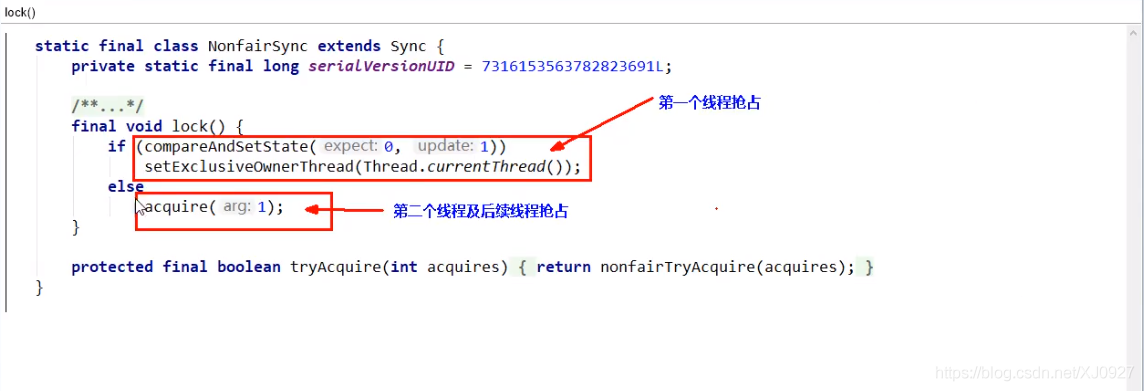 lock()
static final class NonfairSync extends Sync {
private static final long serialVersionUID = 7316153563782823691L;
/**...*/
final void lock() {
if (compareAndSetState( expect: 0, update: 1))
setExclusiveOwnerThread(Thread.currentThread());
else
acquire( arg: 1);
}
protected final boolean tryAcquire(int acquires) { return nonfairTryAcquire(acquires); }
}
第一个线程抢占
第二个线程及后续线程抢占
https://blog.csdn.net/XJ0927